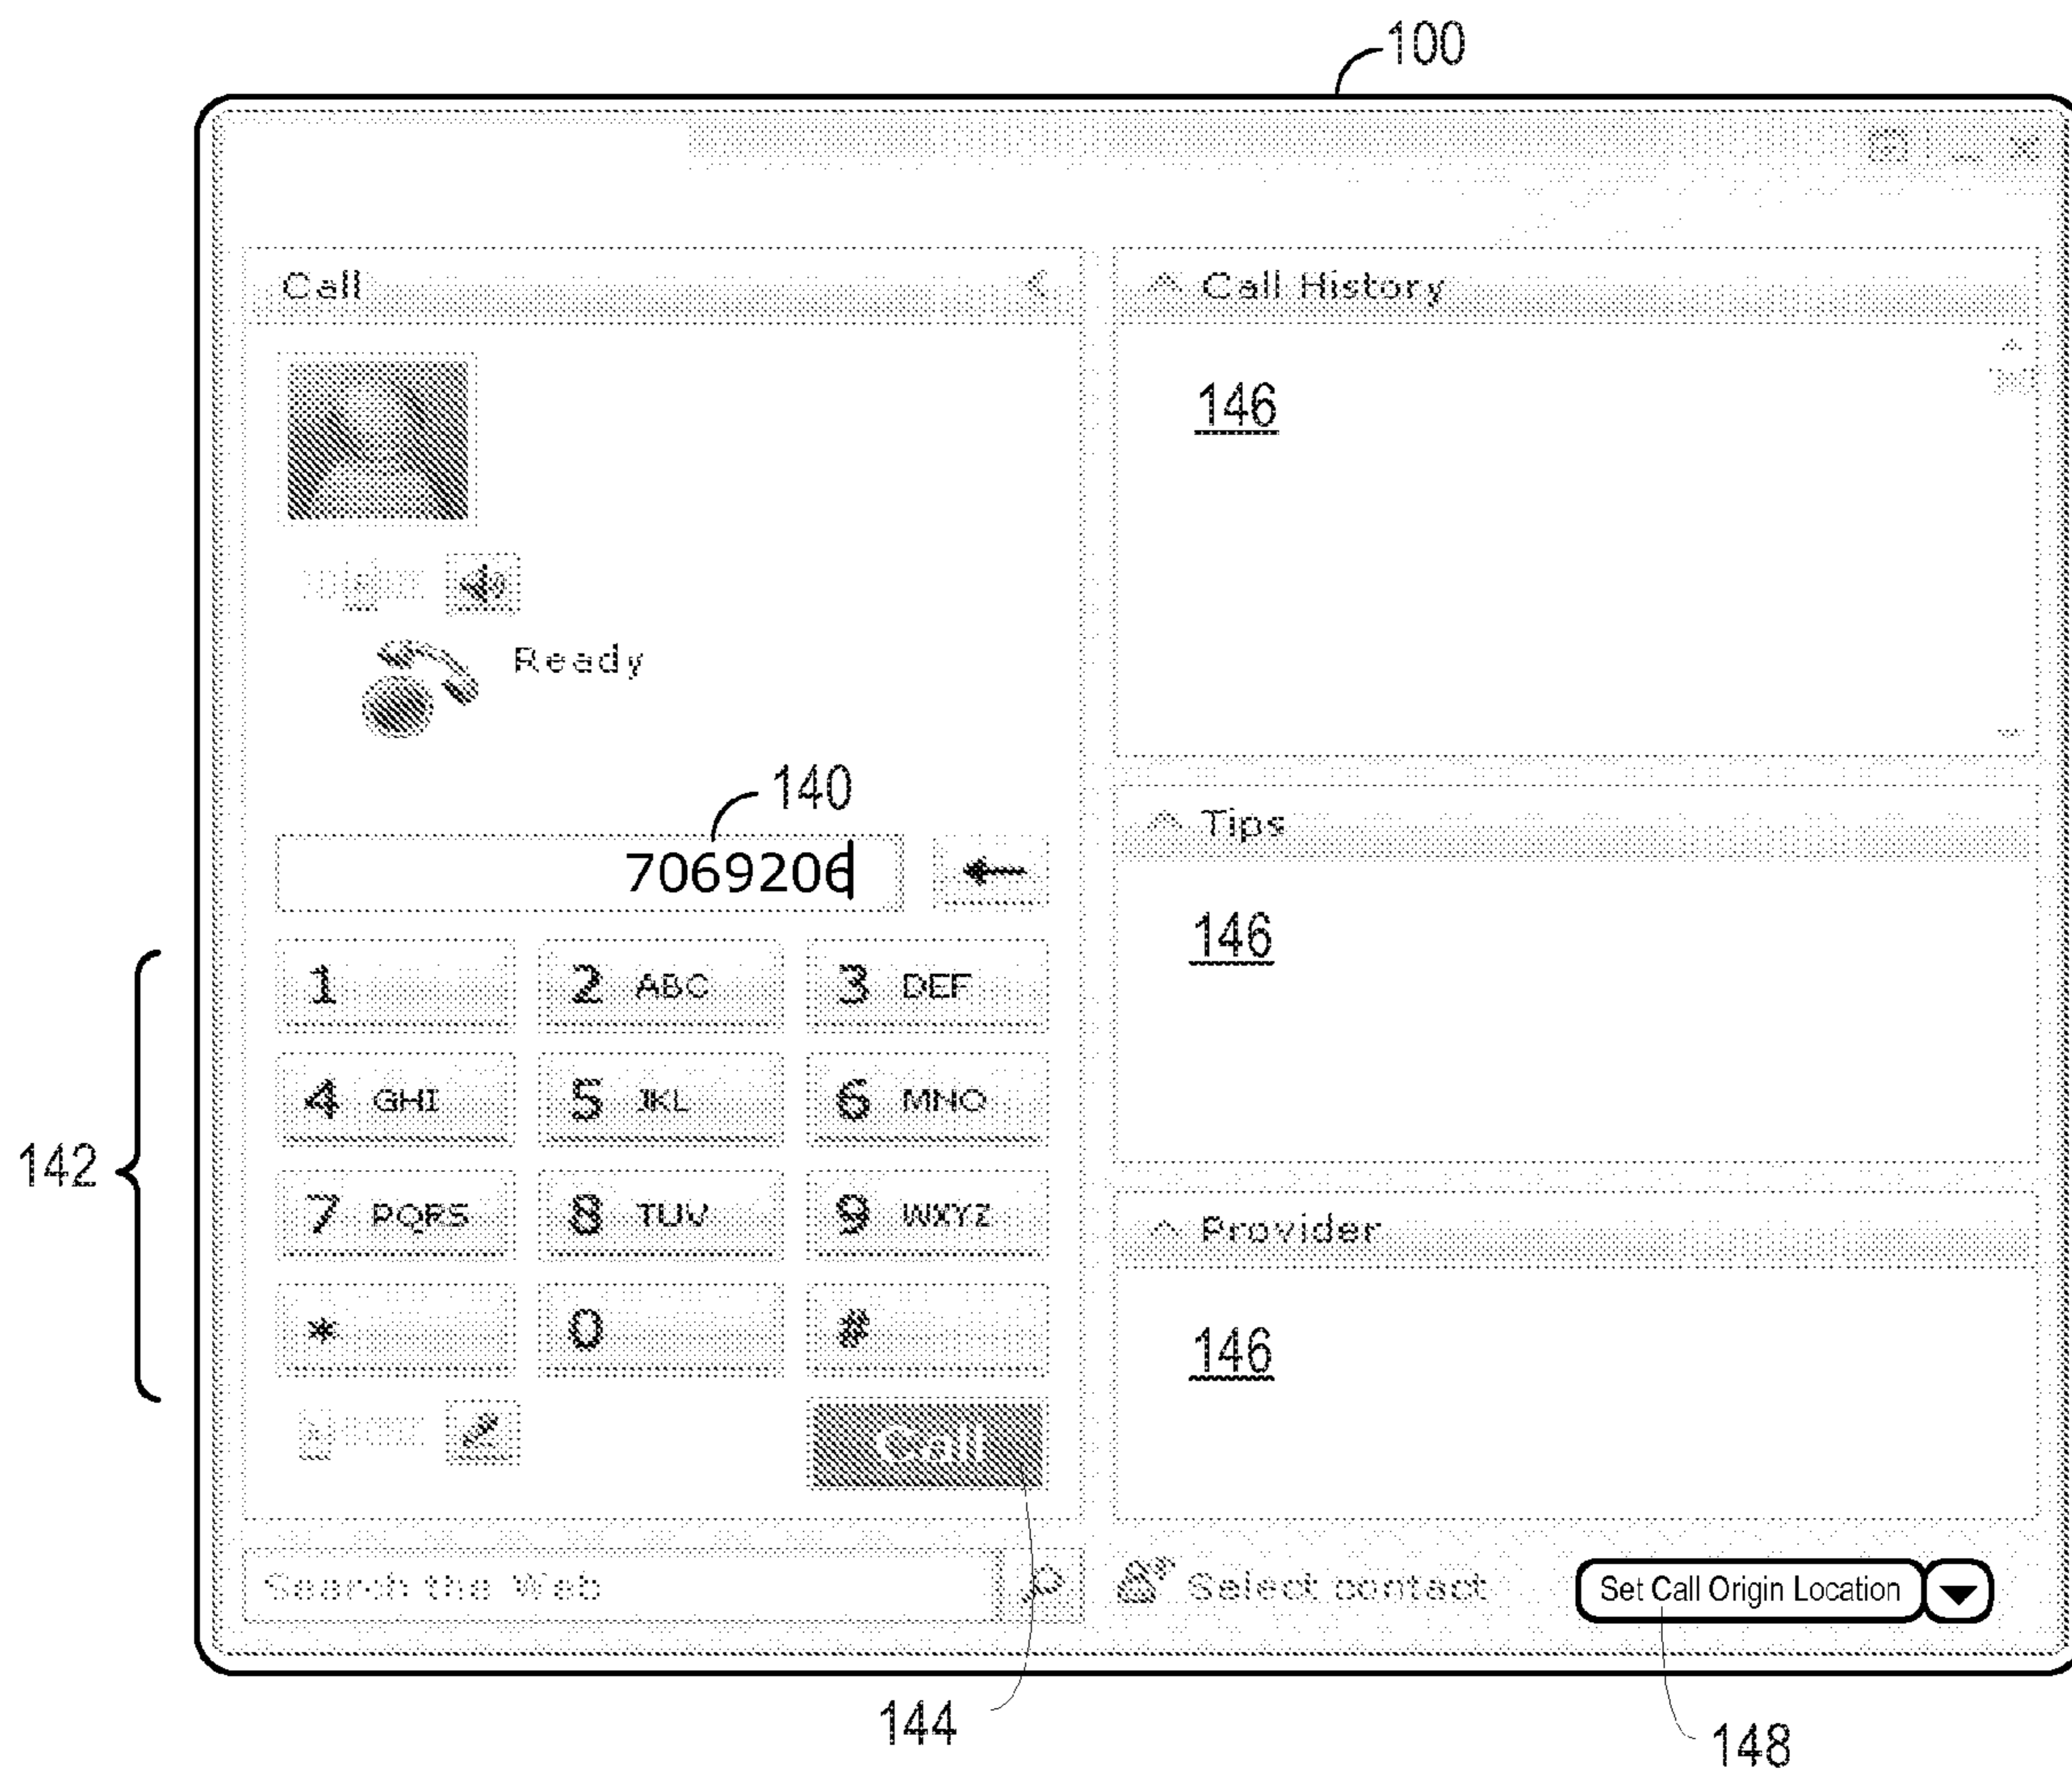 100
Call
Call History
146
Ready
140
7069206
Tips
146
1
2 ABC
3 DEF
4 GHI
5 JKL
6 MNO
142
7 PQRS
8 TUV
9 WXYZ
Provider
*
0
#
146
Call
Search the Web
Select contact
Set Call Origin Location
144
148